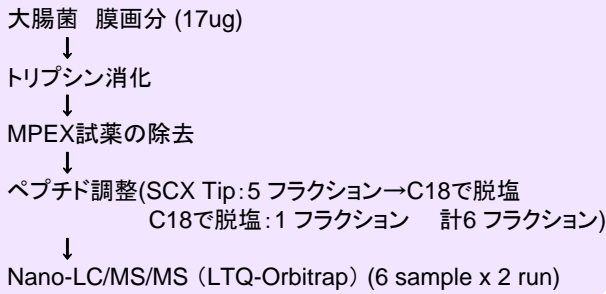 大腸菌　膜画分 (17ug)
↓
トリプシン消化
↓
MPEX試薬の除去
↓
ペプチド調整(SCX Tip：5 フラクション→C18で脱塩
C18で脱塩：1 フラクション　計6 フラクション)
↓
Nano-LC/MS/MS （LTQ-Orbitrap） (6 sample x 2 run)